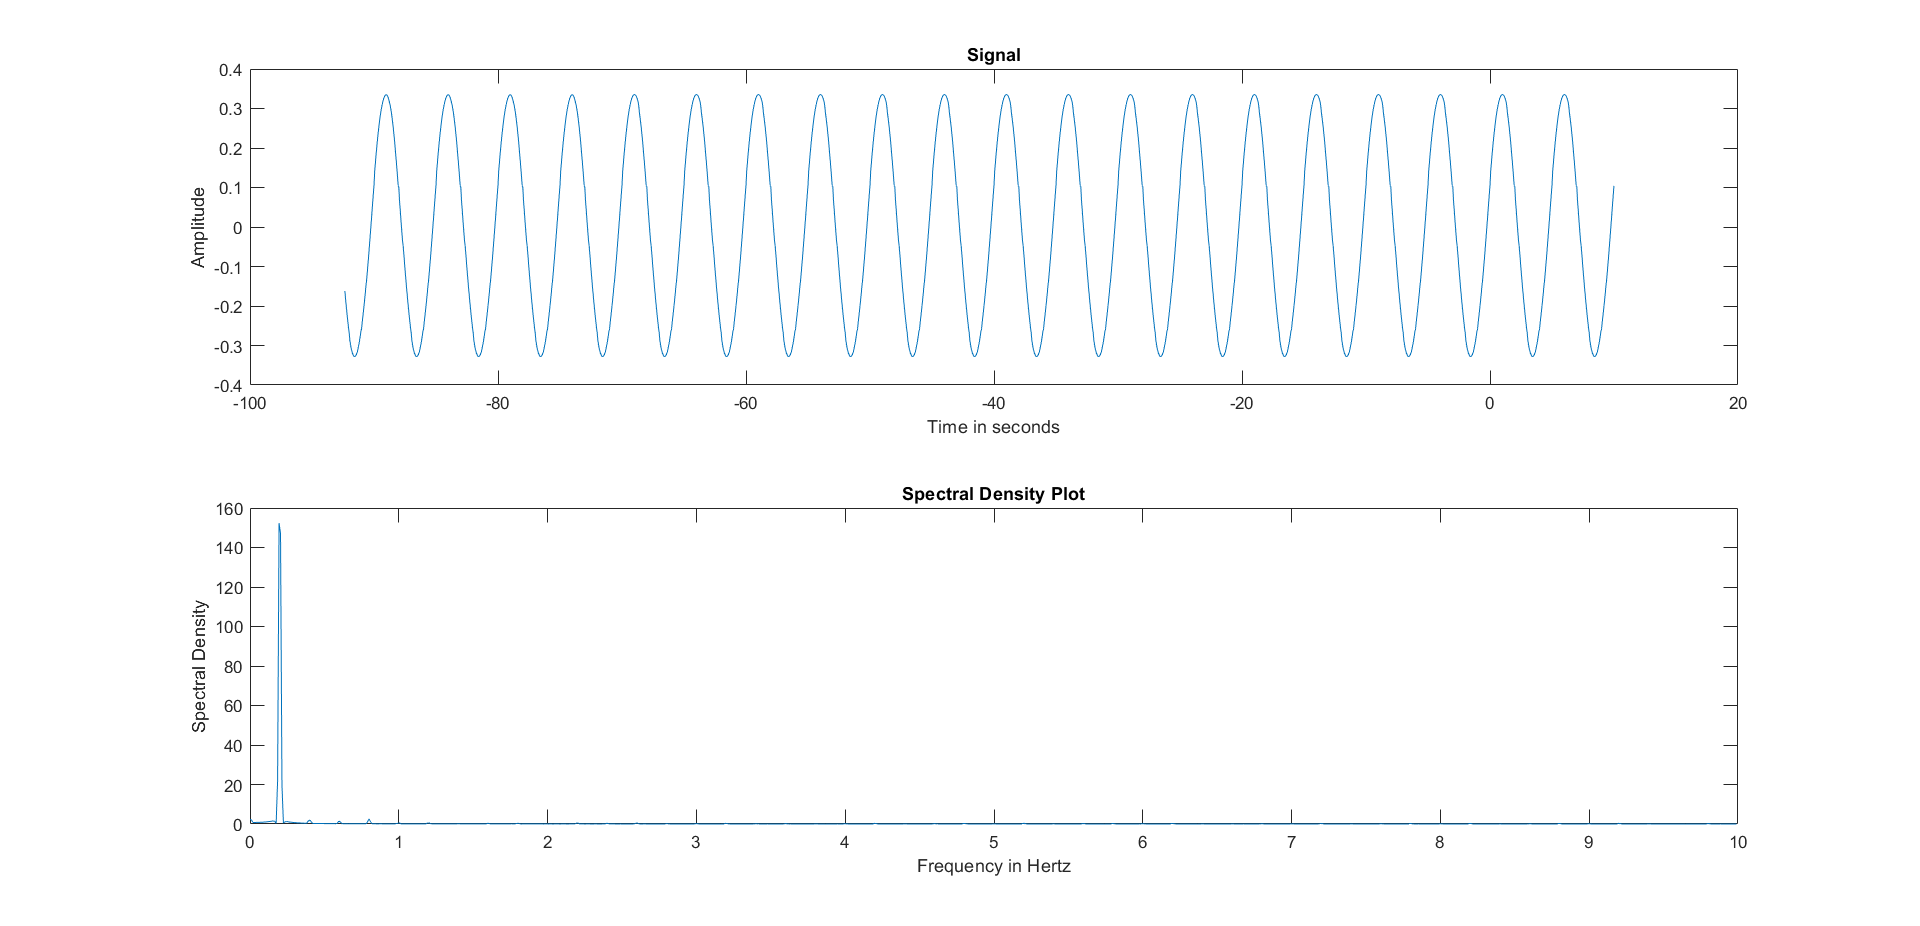 Signal
0.4
0.3
0.2
0.1
0
-0.1
-0.2
-0.3
-0.4
Amplitude
-100 -80 -60 -40 -20 0 20
Time in seconds
Spectral Density Plot
160
140
120
100
80
60
40
20
0
Spectral Density
0 1 2 3 4 5 6 7 8 9 10
Frequency in Hertz